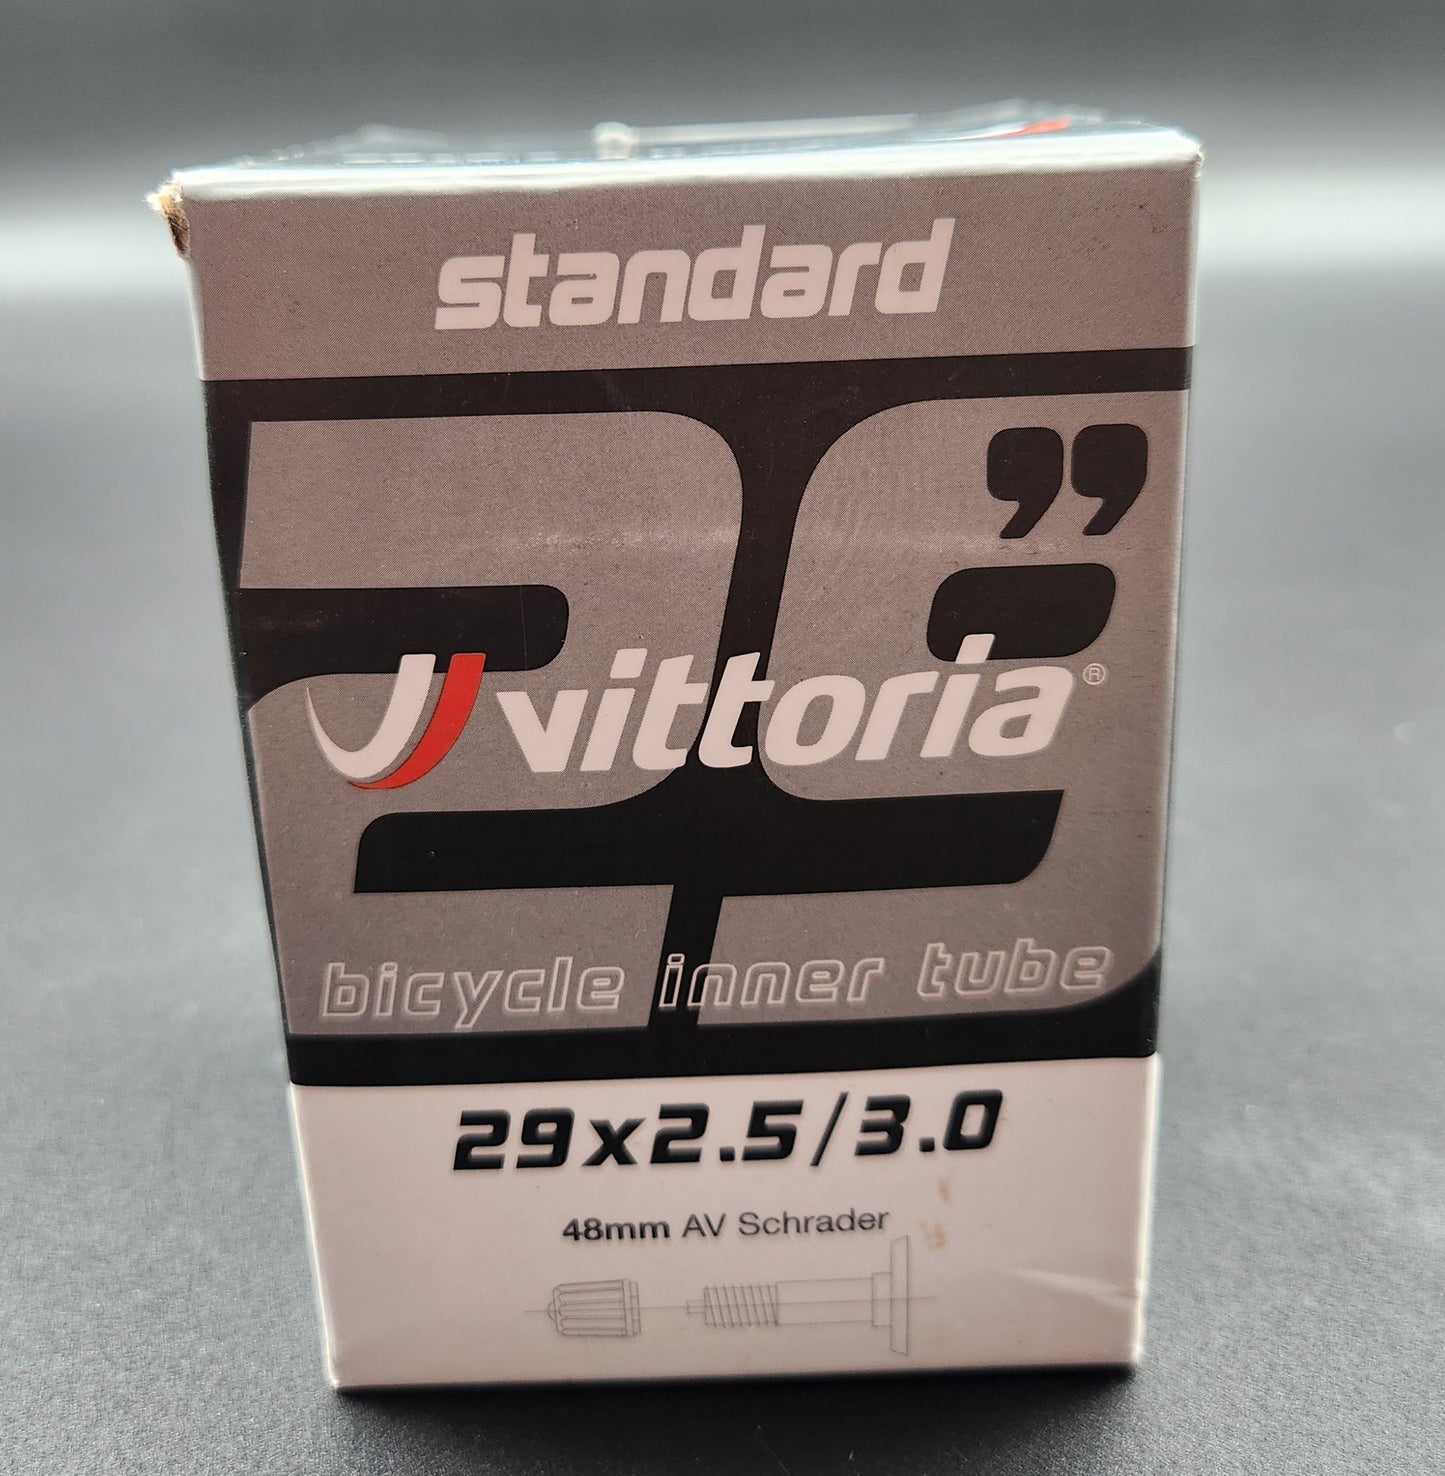 standard
29"
vittoria®
bicycle inner tube
29x2.5/3.0
48mm AV Schrader